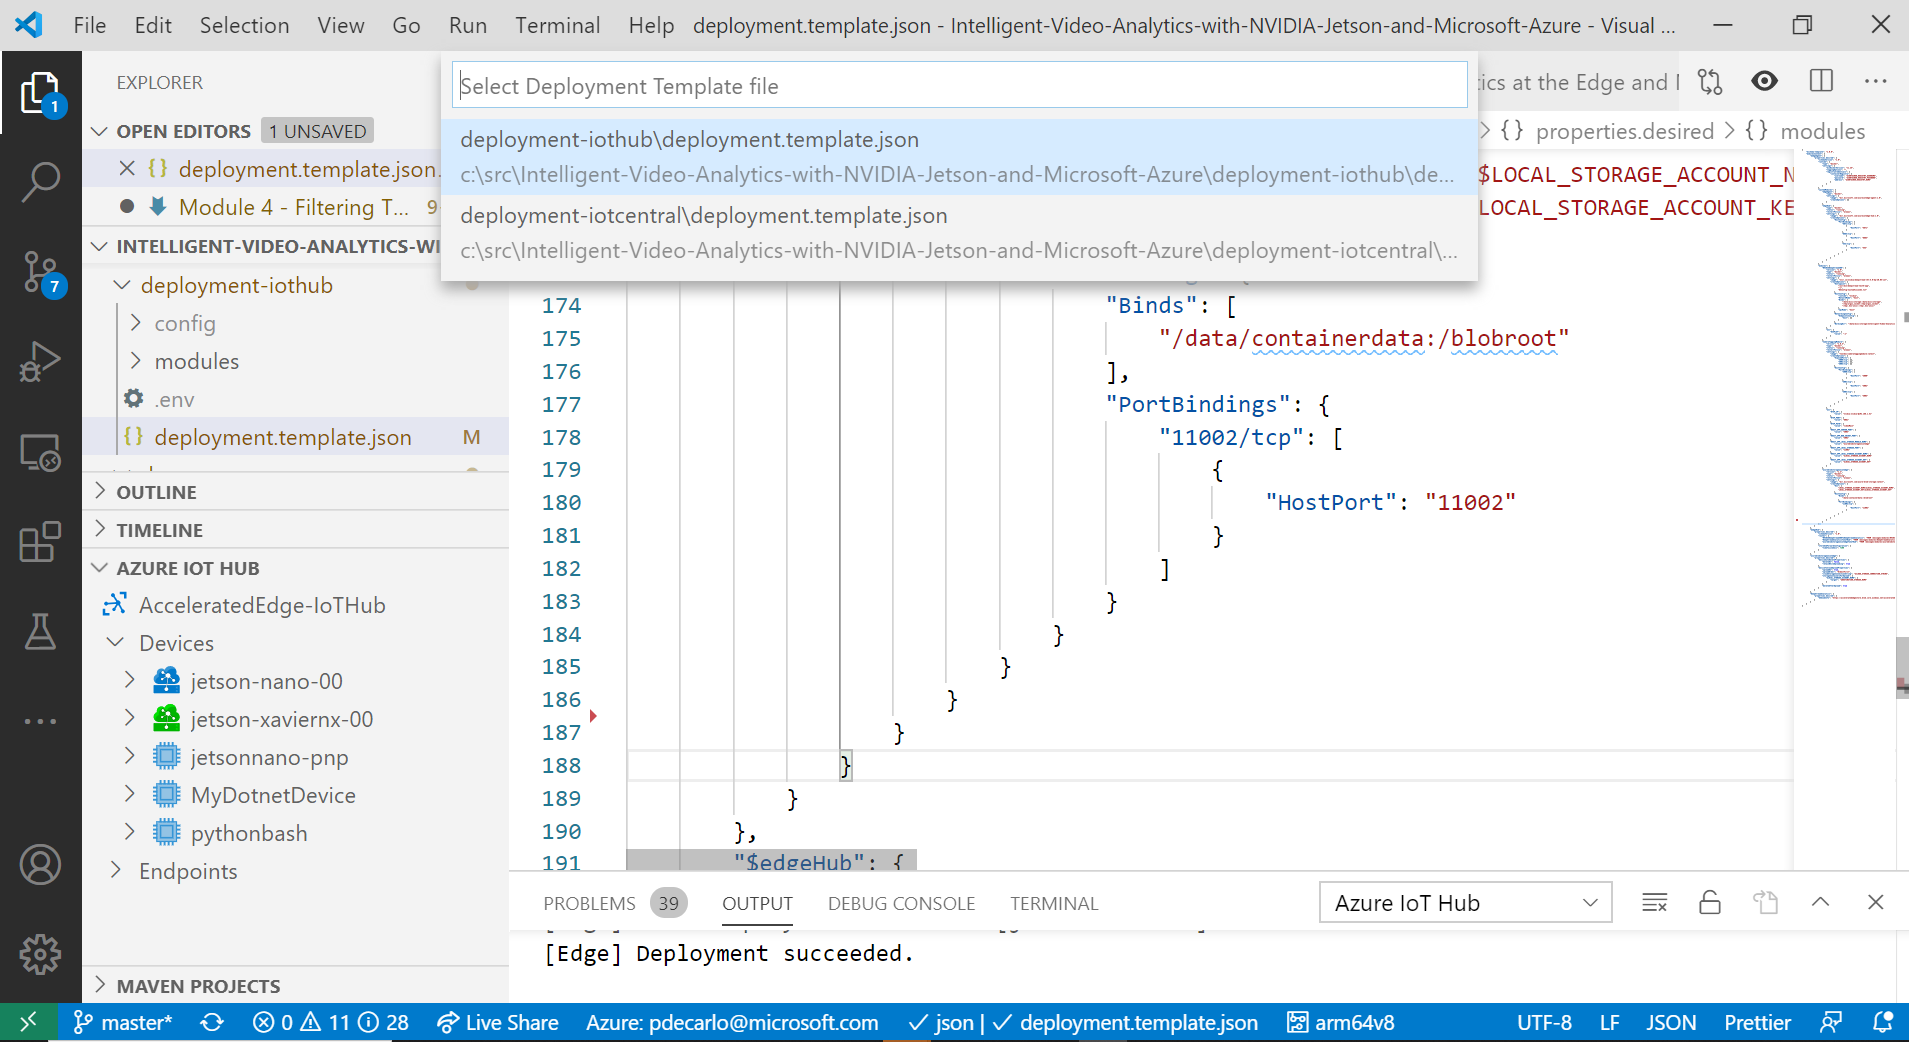 File Edit Selection View Go Run Terminal Help deployment.template.json - Intelligent-Video-Analytics-with-NVIDIA-Jetson-and-Microsoft-Azure - Visual ...
EXPLORER
1
OPEN EDITORS 1 UNSAVED
{} deployment.template.json
Module 4 - Filtering T... 9
INTELLIGENT-VIDEO-ANALYTICS-WI
7
deployment-iothub
config
modules
.env
{} deployment.template.json M
OUTLINE
TIMELINE
AZURE IOT HUB
AcceleratedEdge-IoTHub
Devices
jetson-nano-00
jetson-xaviernx-00
jetsonnano-pnp
MyDotnetDevice
pythonbash
Endpoints
MAVEN PROJECTS
Select Deployment Template file
deployment-iothub\deployment.template.json
c:\src\Intelligent-Video-Analytics-with-NVIDIA-Jetson-and-Microsoft-Azure\deployment-iothub\de...
deployment-iotcentral\deployment.template.json
c:\src\Intelligent-Video-Analytics-with-NVIDIA-Jetson-and-Microsoft-Azure\deployment-iotcentral\...
ics at the Edge and
{} properties.desired > {} modules
$LOCAL_STORAGE_ACCOUNT_N
LOCAL_STORAGE_ACCOUNT_KE
174 "Binds": [
175 "/data/containerdata:/blobroot"
176 ],
177 "PortBindings": {
178 "11002/tcp": [
179 {
180 "HostPort": "11002"
181 }
182 ]
183 }
184 }
185 }
186 }
187 }
188 }
189 }
190 },
191 "$edgeHub": {
PROBLEMS 39 OUTPUT DEBUG CONSOLE TERMINAL Azure IoT Hub
[Edge] Deployment succeeded.
master* 0 11 28 Live Share Azure: pdecarlo@microsoft.com json | deployment.template.json arm64v8 UTF-8 LF JSON Prettier